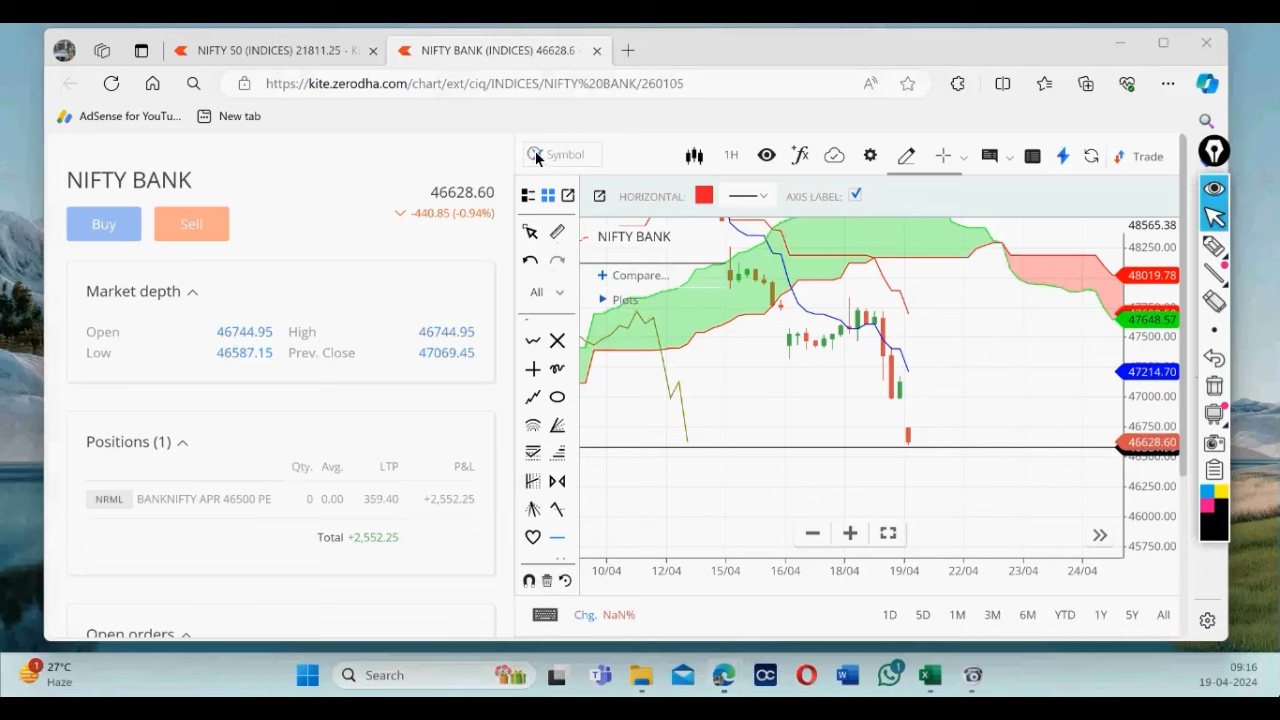 NIFTY 50 (INDICES) 21811.25 - K
NIFTY BANK (INDICES) 46628.6
https://kite.zerodha.com/chart/ext/ciq/INDICES/NIFTY%20BANK/260105
AdSense for YouTu...
New tab
NIFTY BANK
46628.60
-440.85 (-0.94%)
Buy
Sell
Market depth
Open 46744.95 High 46744.95
Low 46587.15 Prev. Close 47069.45
Positions (1)
Qty. Avg. LTP P&L
NRML BANKNIFTY APR 46500 PE 0 0.00 359.40 +2,552.25
Total +2,552.25
Open orders
Symbol
1H
Trade
HORIZONTAL:
AXIS LABEL:
NIFTY BANK
Compare...
Plots
All
48565.38
48250.00
48019.78
47648.57
47500.00
47214.70
47000.00
46750.00
46628.60
46250.00
46000.00
45750.00
10/04 12/04 15/04 16/04 18/04 19/04 22/04 23/04 24/04
Chg. NaN%
1D 5D 1M 3M 6M YTD 1Y 5Y All
1
27°C
Haze
Search
1
09:16
19-04-2024